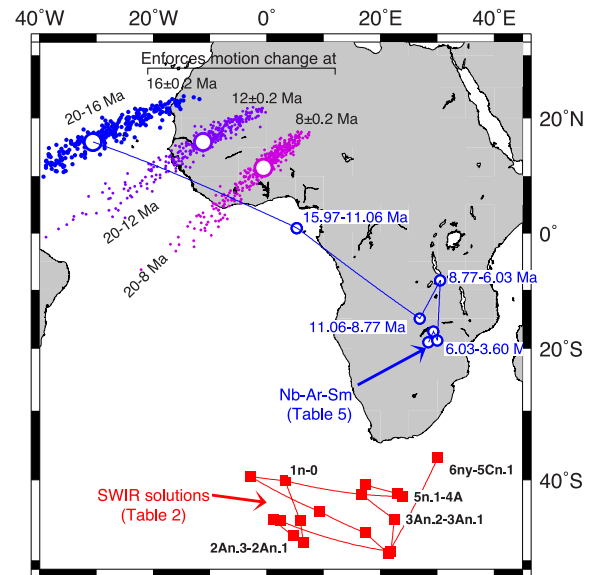 40°W 20°W 0° 20°E 40°E
Enforces motion change at
16±0.2 Ma
20-16 Ma
12±0.2 Ma
8±0.2 Ma
20°N
20-12 Ma
20-8 Ma
15.97-11.06 Ma
0°
8.77-6.03 Ma
11.06-8.77 Ma
6.03-3.60 M
20°S
Nb-Ar-Sm
(Table 5)
1n-0
6ny-5Cn.1
40°S
SWIR solutions
(Table 2)
5n.1-4A
3An.2-3An.1
2An.3-2An.1